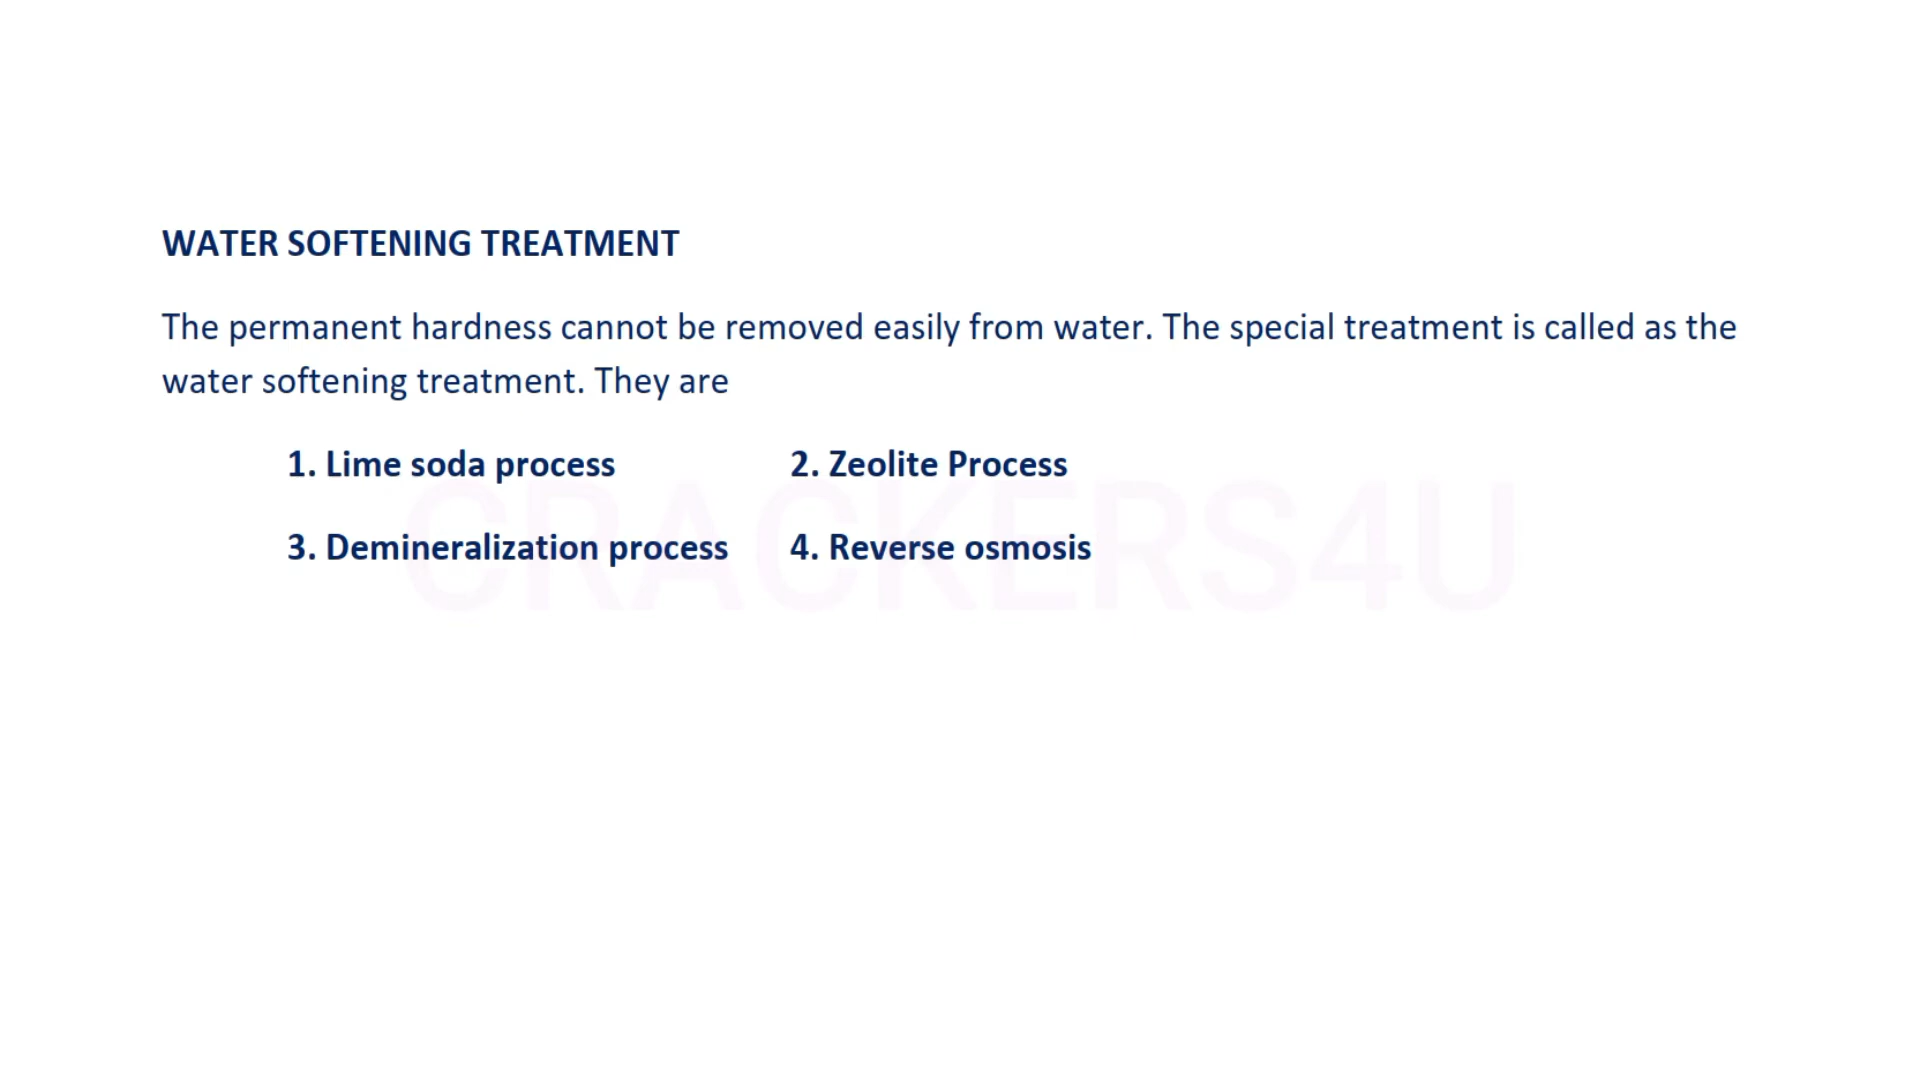 WATER SOFTENING TREATMENT
The permanent hardness cannot be removed easily from water. The special treatment is called as the
water softening treatment. They are
1. Lime soda process 2. Zeolite Process
3. Demineralization process 4. Reverse osmosis
CRACKERS4U